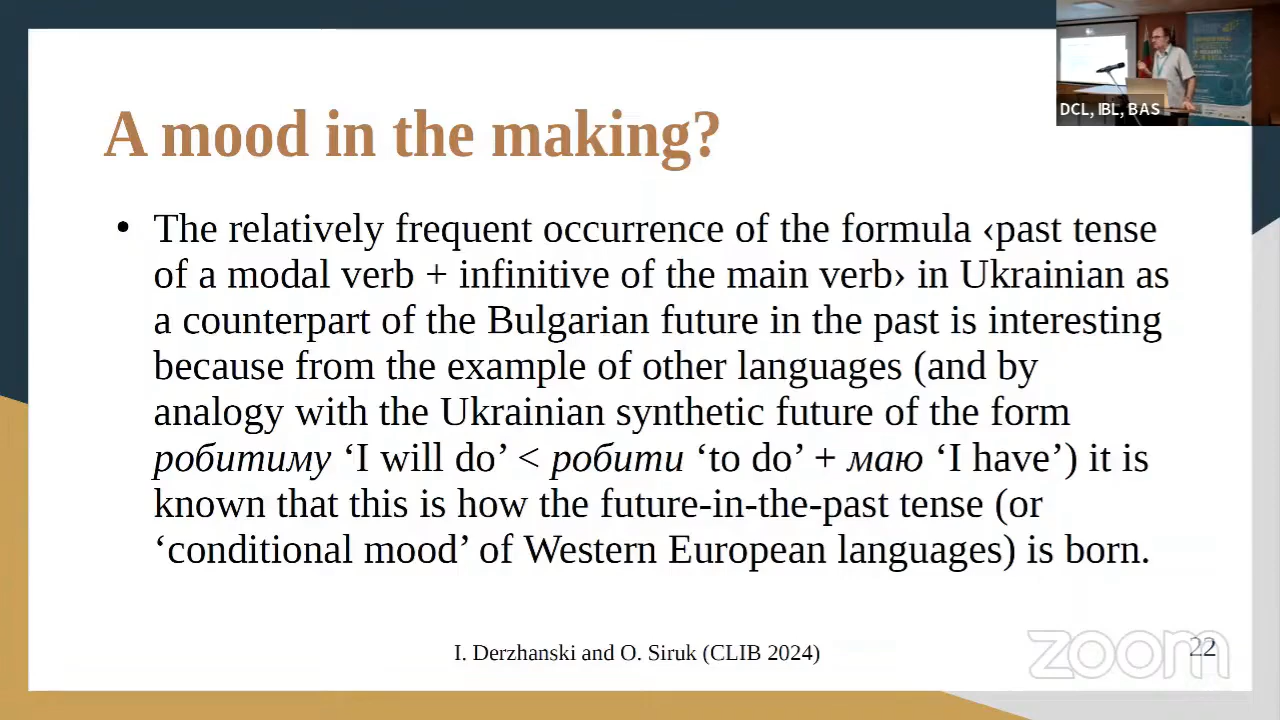 A mood in the making?
• The relatively frequent occurrence of the formula ‹past tense
of a modal verb + infinitive of the main verb› in Ukrainian as
a counterpart of the Bulgarian future in the past is interesting
because from the example of other languages (and by
analogy with the Ukrainian synthetic future of the form
робитиму ‘I will do’ < робити ‘to do’ + маю ‘I have’) it is
known that this is how the future-in-the-past tense (or
‘conditional mood’ of Western European languages) is born.
I. Derzhanski and O. Siruk (CLIB 2024)
22
zoom
DCL, IBL, BAS